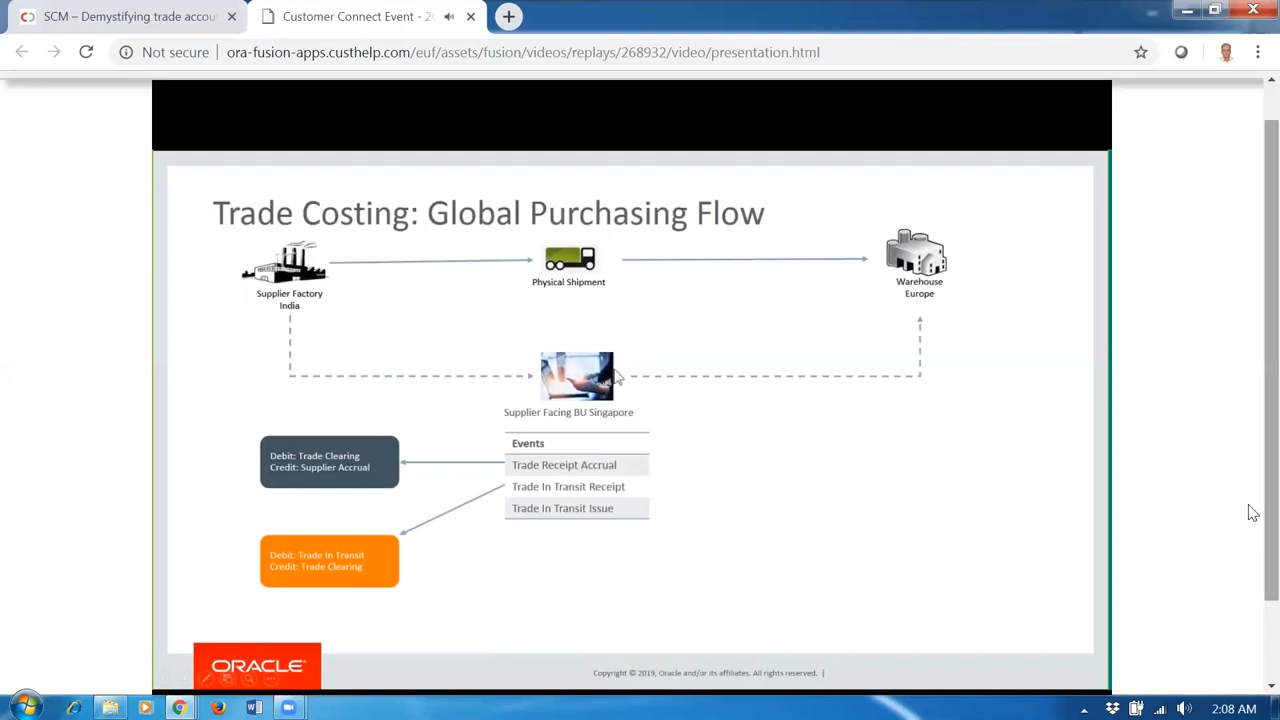 SCM – Demystifying trade accou
Customer Connect Event - 2
Not secure
ora-fusion-apps.custhelp.com/euf/assets/fusion/videos/replays/268932/video/presentation.html
Trade Costing: Global Purchasing Flow
Supplier Factory
India
Physical Shipment
Warehouse
Europe
Supplier Facing BU Singapore
Events
Trade Receipt Accrual
Trade In Transit Receipt
Trade In Transit Issue
Debit: Trade Clearing
Credit: Supplier Accrual
Debit: Trade In Transit
Credit: Trade Clearing
ORACLE
Copyright © 2019, Oracle and/or its affiliates. All rights reserved. |
2:08 AM